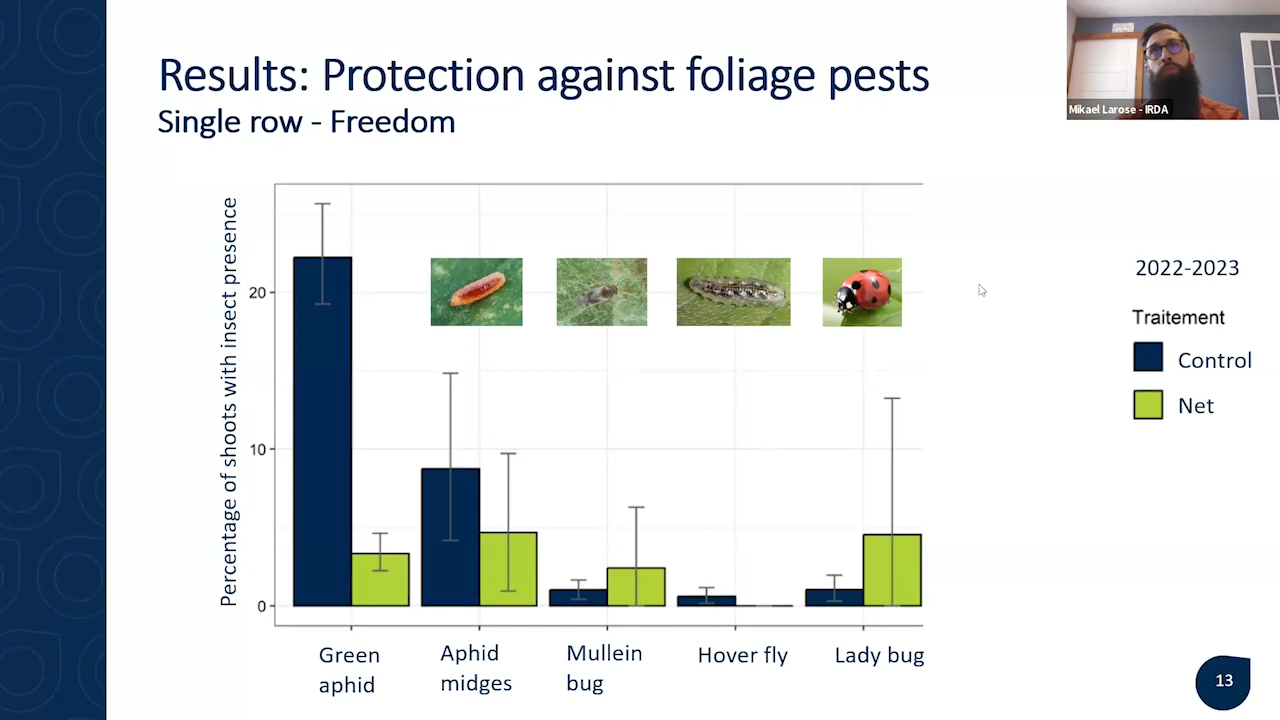 Results: Protection against foliage pests
Single row - Freedom
Mikael Larose - IRDA
Percentage of shoots with insect presence
20
10
0
Green
aphid
Aphid
midges
Mullein
bug
Hover fly
Lady bug
2022-2023
Traitement
Control
Net
13